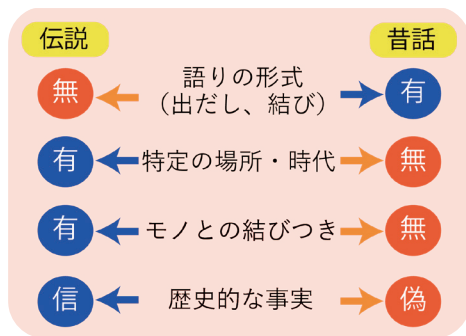 伝説 昔話
無 語りの形式 有
（出だし、結び）
有 特定の場所・時代 無
有 モノとの結びつき 無
信 歴史的な事実 偽